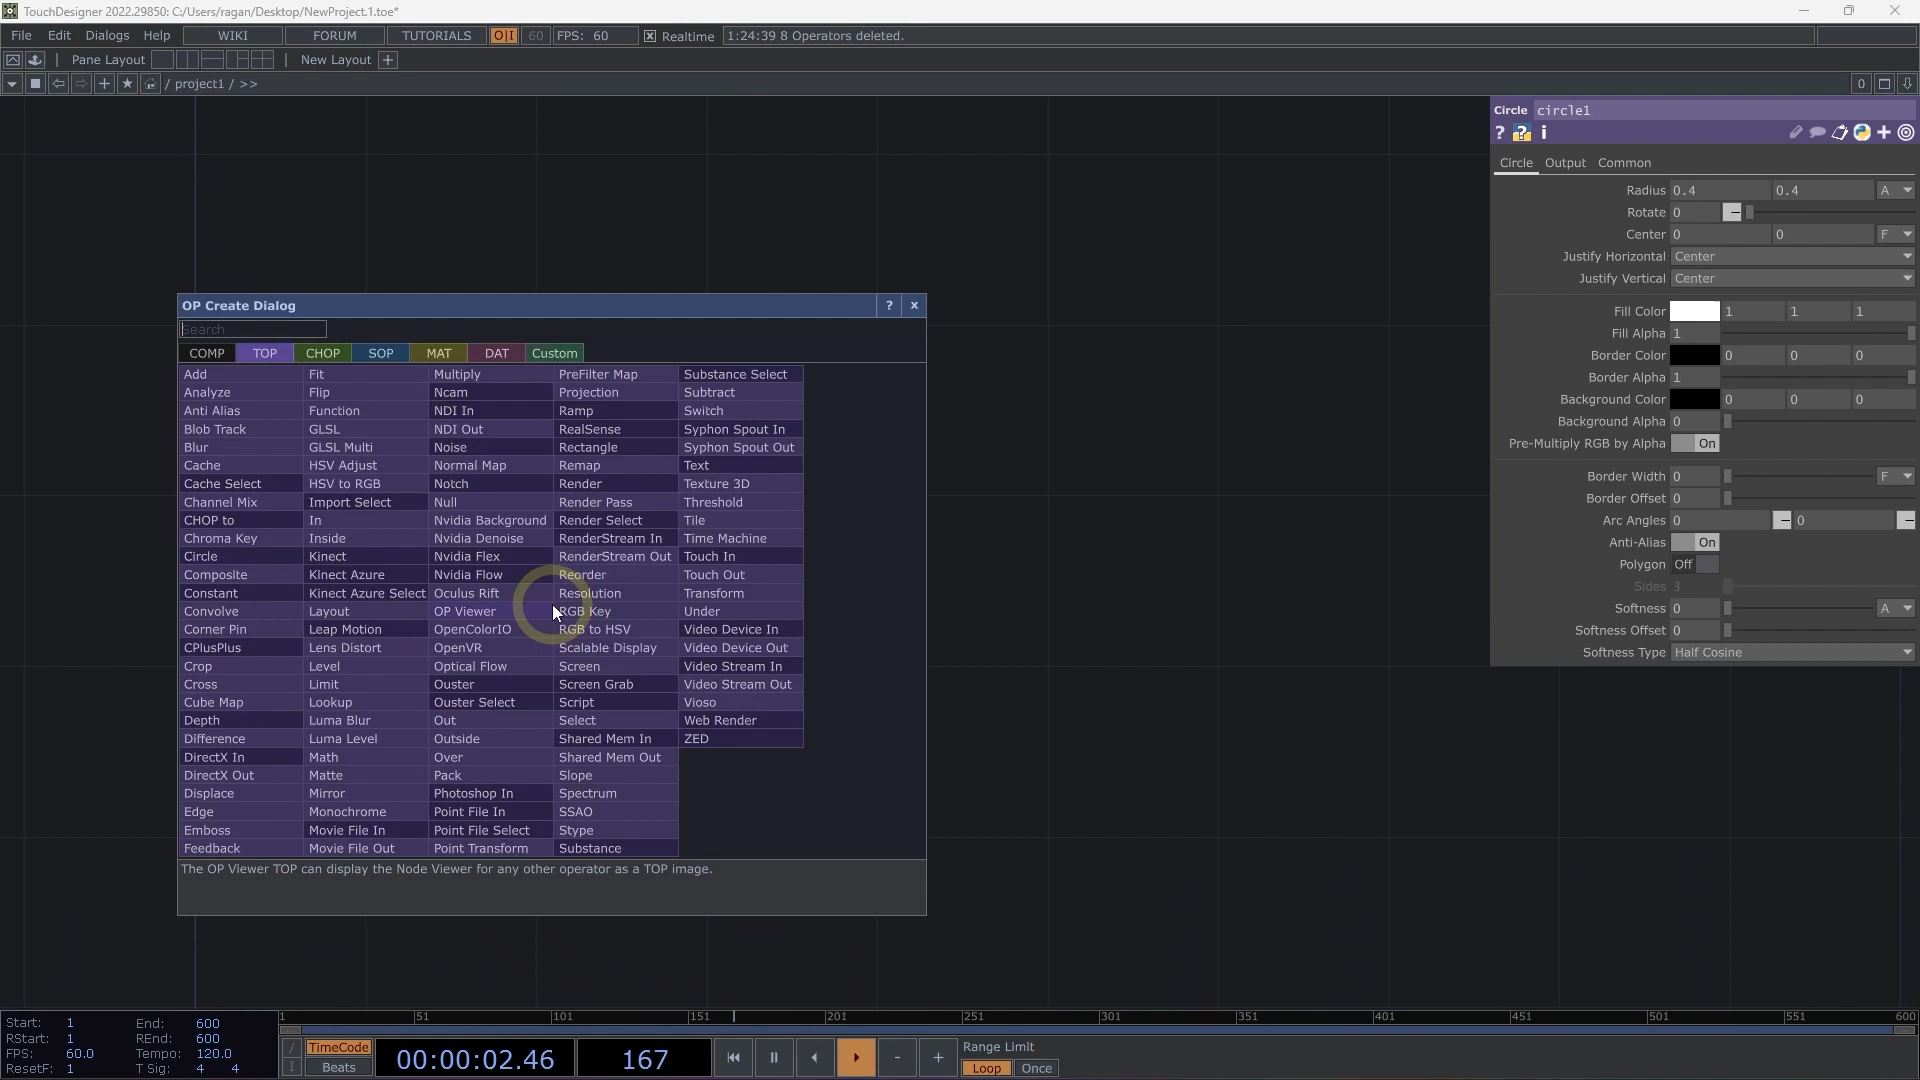 TouchDesigner 2022.29850: C:/Users/ragan/Desktop/NewProject.1.toe*
File Edit Dialogs Help WIKI FORUM TUTORIALS O|I 60 FPS: 60 Realtime 1:24:39 8 Operators deleted.
Pane Layout New Layout +
/ project1 / >> 0
Circle circle1
? ? i
Circle Output Common
Radius 0.4 0.4 A
Rotate 0
Center 0 0 F
Justify Horizontal Center
Justify Vertical Center
Fill Color 1 1 1
Fill Alpha 1
Border Color 0 0 0
Border Alpha 1
Background Color 0 0 0
Background Alpha 0
Pre-Multiply RGB by Alpha On
Border Width 0 F
Border Offset 0
Arc Angles 0 0
Anti-Alias On
Polygon Off
Sides 3
Softness 0 A
Softness Offset 0
Softness Type Half Cosine
OP Create Dialog ? x
Search
COMP TOP CHOP SOP MAT DAT Custom
Add Fit Multiply PreFilter Map Substance Select
Analyze Flip Ncam Projection Subtract
Anti Alias Function NDI In Ramp Switch
Blob Track GLSL NDI Out RealSense Syphon Spout In
Blur GLSL Multi Noise Rectangle Syphon Spout Out
Cache HSV Adjust Normal Map Remap Text
Cache Select HSV to RGB Notch Render Texture 3D
Channel Mix Import Select Null Render Pass Threshold
CHOP to In Nvidia Background Render Select Tile
Chroma Key Inside Nvidia Denoise RenderStream In Time Machine
Circle Kinect Nvidia Flex RenderStream Out Touch In
Composite Kinect Azure Nvidia Flow Reorder Touch Out
Constant Kinect Azure Select Oculus Rift Resolution Transform
Convolve Layout OP Viewer RGB Key Under
Corner Pin Leap Motion OpenColorIO RGB to HSV Video Device In
CPlusPlus Lens Distort OpenVR Scalable Display Video Device Out
Crop Level Optical Flow Screen Video Stream In
Cross Limit Ouster Screen Grab Video Stream Out
Cube Map Lookup Ouster Select Script Vioso
Depth Luma Blur Out Select Web Render
Difference Luma Level Outside Shared Mem In ZED
DirectX In Math Over Shared Mem Out
DirectX Out Matte Pack Slope
Displace Mirror Photoshop In Spectrum
Edge Monochrome Point File In SSAO
Emboss Movie File In Point File Select Stype
Feedback Movie File Out Point Transform Substance
The OP Viewer TOP can display the Node Viewer for any other operator as a TOP image.
1 51 101 151 201 251 301 351 401 451 501 551 600
Start: 1 End: 600
RStart: 1 REnd: 600
FPS: 60.0 Tempo: 120.0
ResetF: 1 T Sig: 4 4
/ TimeCode
I Beats
00:00:02.46 167 - +
Range Limit
Loop Once